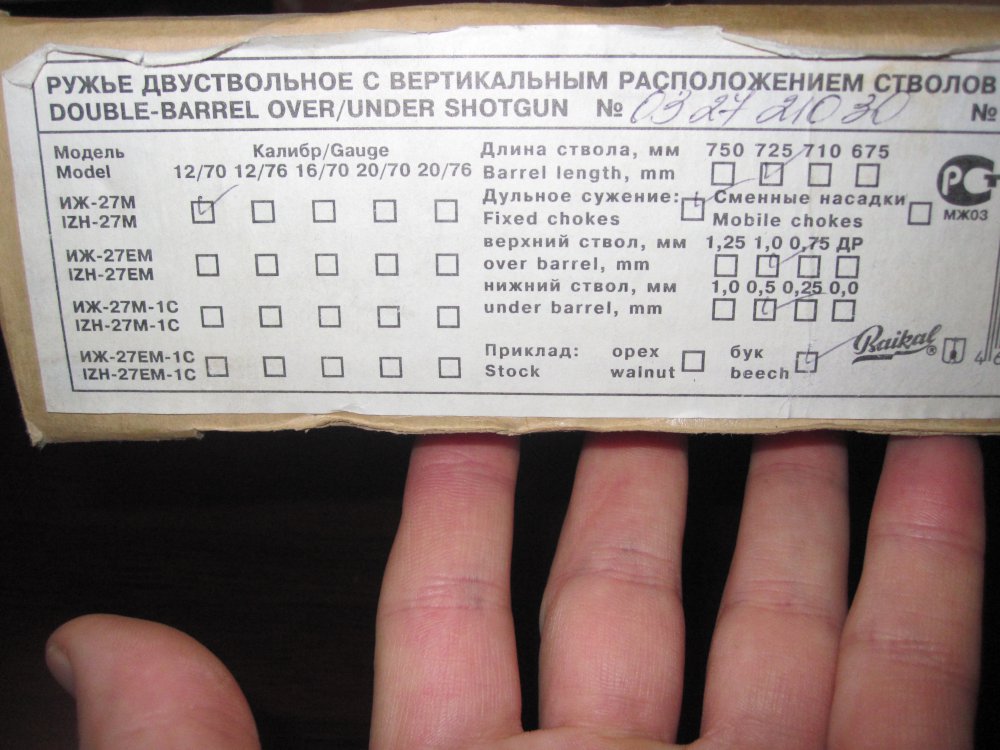 РУЖЬЕ ДВУСТВОЛЬНОЕ С ВЕРТИКАЛЬНЫМ РАСПОЛОЖЕНИЕМ СТВОЛОВ
DOUBLE-BARREL OVER/UNDER SHOTGUN № 032721030 №
Модель Калибр/Gauge
Model 12/70 12/76 16/70 20/70 20/76
ИЖ-27М
IZH-27M
ИЖ-27ЕМ
IZH-27EM
ИЖ-27М-1С
IZH-27M-1C
ИЖ-27ЕМ-1С
IZH-27EM-1C
Длина ствола, мм 750 725 710 675
Barrel length, mm
Дульное сужение: Сменные насадки
Fixed chokes Mobile chokes
верхний ствол, мм 1,25 1,0 0,75 ДР
over barrel, mm
нижний ствол, мм 1,0 0,5 0,25 0,0
under barrel, mm
Приклад: орех бук
Stock walnut beech
РСТ
МЖ03
Baikal®